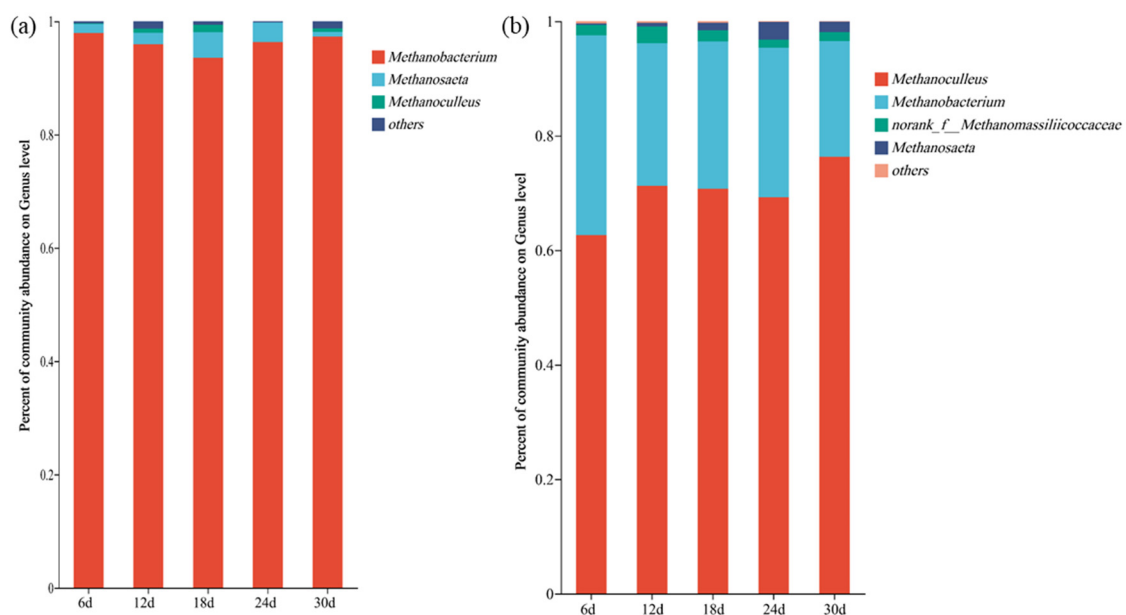 (a)
Percent of community abundance on Genus level
1
0.8
0.6
0.4
0.2
0
6d 12d 18d 24d 30d
Methanobacterium
Methanosaeta
Methanoculleus
others
(b)
Percent of community abundance on Genus level
1
0.8
0.6
0.4
0.2
0
6d 12d 18d 24d 30d
Methanoculleus
Methanobacterium
norank_f__Methanomassiliicoccaceae
Methanosaeta
others